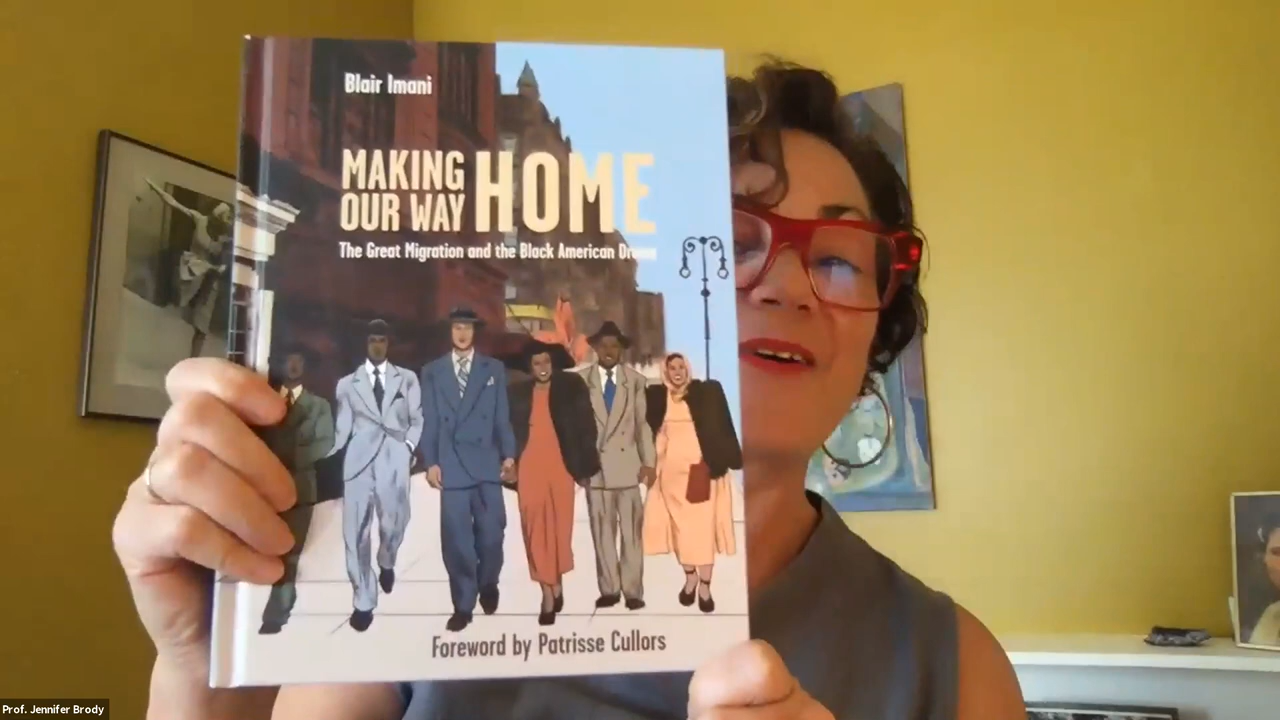 Blair Imani
MAKING
OUR WAY HOME
The Great Migration and the Black American Dream
Foreword by Patrisse Cullors
Prof. Jennifer Brody